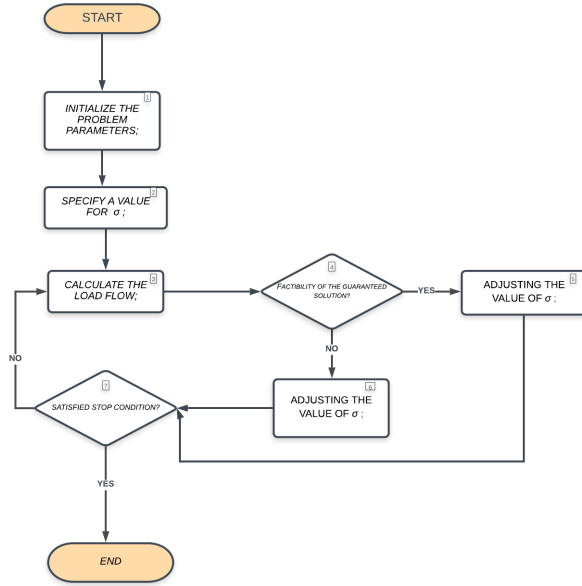 START
1
INITIALIZE THE
PROBLEM
PARAMETERS;
2
SPECIFY A VALUE
FOR σ ;
3
CALCULATE THE
LOAD FLOW;
4
FACTIBILITY OF THE GUARANTEED
SOLUTION?
YES
5
ADJUSTING THE
VALUE OF σ ;
NO
6
ADJUSTING THE
VALUE OF σ ;
7
SATISFIED STOP CONDITION?
NO
YES
END